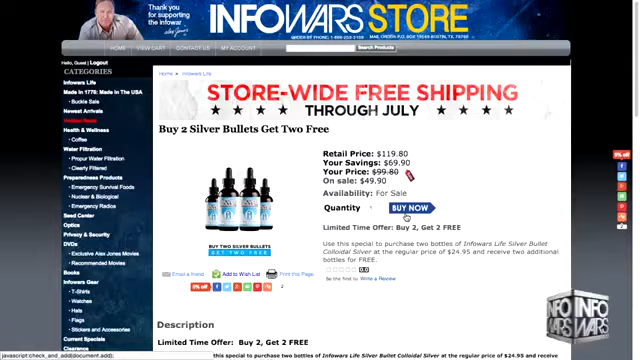 Thank you
for supporting
the infowar
INFOWARS STORE
HOME VIEW CART CONTACT US MY ACCOUNT
Search Products
Hello, Guest | Logout
CATEGORIES
Infowars Life
Made In 1776: Made In The USA
• Buckle Sale
Newest Arrivals
Health & Wellness
• Coffee
Water Filtration
• Propur Water Filtration
• Clearly Filtered
Preparedness Products
• Emergency Survival Foods
• Nuclear & Biological
• Emergency Radios
Seed Center
Optics
Privacy & Security
DVDs
• Exclusive Alex Jones Movies
• Recommended Movies
Books
Infowars Gear
• T-Shirts
• Watches
• Hats
• Flags
• Stickers and Accessories
Current Specials
Clearance
Home » Infowars Life
STORE-WIDE FREE SHIPPING
THROUGH JULY
Buy 2 Silver Bullets Get Two Free
Retail Price: $119.80
Your Savings: $69.90
Your Price: $99.80
On sale: $49.90
Availability: For Sale
Quantity
BUY NOW
Limited Time Offer: Buy 2, Get 2 FREE
Use this special to purchase two bottles of Infowars Life Silver Bullet
Colloidal Silver at the regular price of $24.95 and receive two additional
bottles for FREE.
(0)
Be the first to Write a Review
BUY TWO SILVER BULLETS
GET TWO FREE
Email a friend Add to Wish List Print this Page
5% off
2
Description
Limited Time Offer: Buy 2, Get 2 FREE
this special to purchase two bottles of Infowars Life Silver Bullet Colloidal Silver at the regular price of $24.95 and receive
javascript:check_and_add(document.add);
5% off
2
INFO
WARS
INFO
WARS